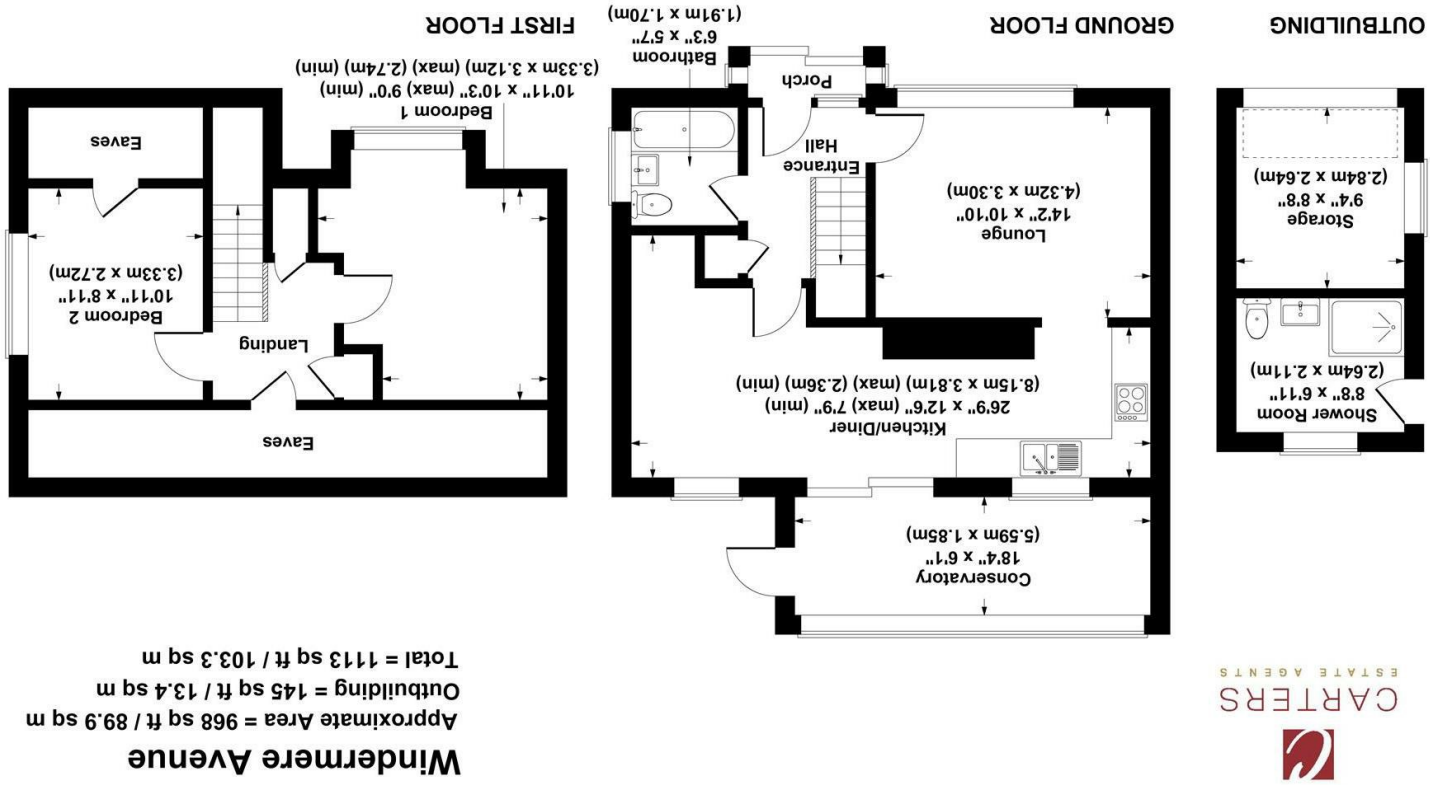 CARTERS
ESTATE AGENTS
Windermere Avenue
Approximate Area = 968 sq ft / 89.9 sq m
Outbuilding = 145 sq ft / 13.4 sq m
Total = 1113 sq ft / 103.3 sq m
Shower Room
8'8" x 6'11"
(2.64m x 2.11m)
Storage
9'4" x 8'8"
(2.84m x 2.64m)
OUTBUILDING
Conservatory
18'4" x 6'1"
(5.59m x 1.85m)
Kitchen/Diner
26'9" x 12'6" (max) 7'9" (min)
(8.15m x 3.81m) (max) (2.36m) (min)
Lounge
14'2" x 10'10"
(4.32m x 3.30m)
Entrance
Hall
Porch
Bathroom
6'3" x 5'7"
(1.91m x 1.70m)
GROUND FLOOR
Eaves
Landing
Bedroom 2
10'11" x 8'11"
(3.33m x 2.72m)
Eaves
Bedroom 1
10'11" x 10'3" (max) 9'0" (min)
(3.33m x 3.12m) (max) (2.74m) (min)
FIRST FLOOR